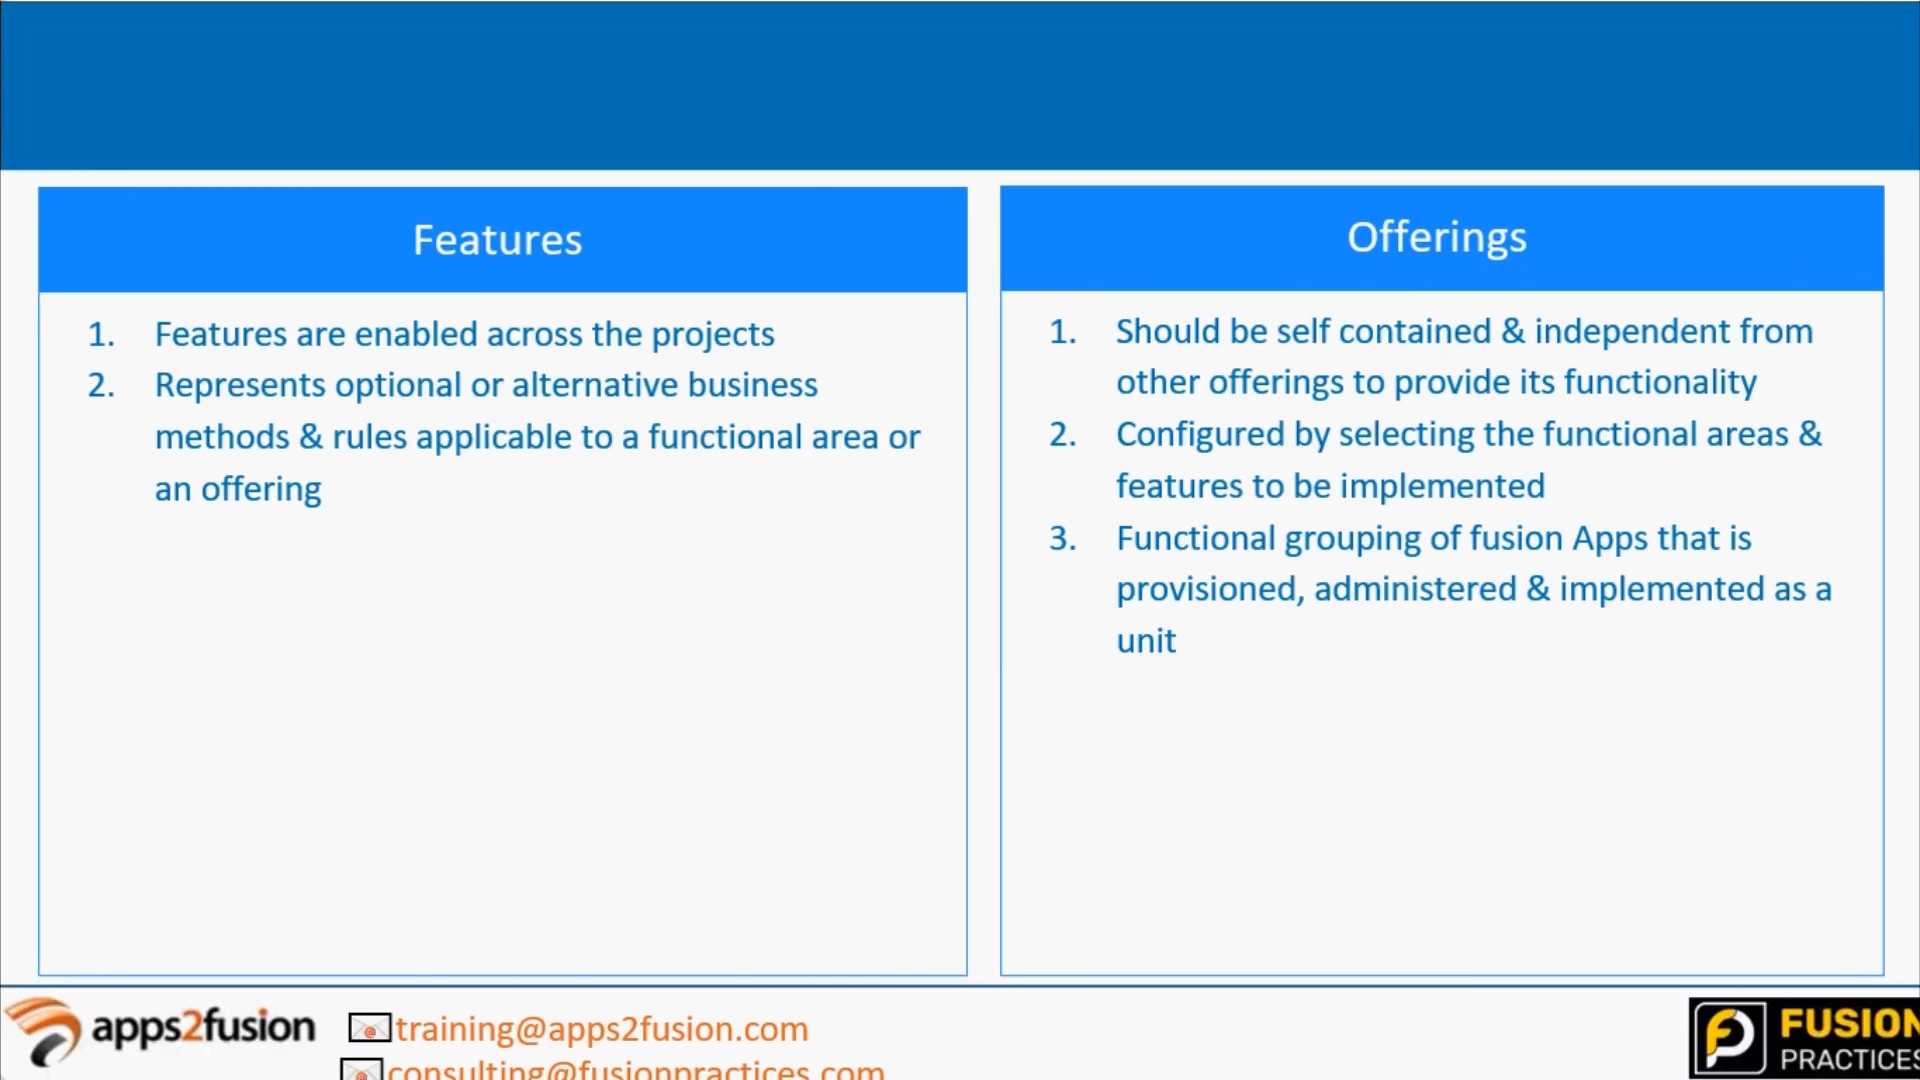 Features
1. Features are enabled across the projects
2. Represents optional or alternative business
methods & rules applicable to a functional area or
an offering
Offerings
1. Should be self contained & independent from
other offerings to provide its functionality
2. Configured by selecting the functional areas &
features to be implemented
3. Functional grouping of fusion Apps that is
provisioned, administered & implemented as a
unit
apps2fusion
training@apps2fusion.com
consulting@fusionpractices.com
FUSION
PRACTICES